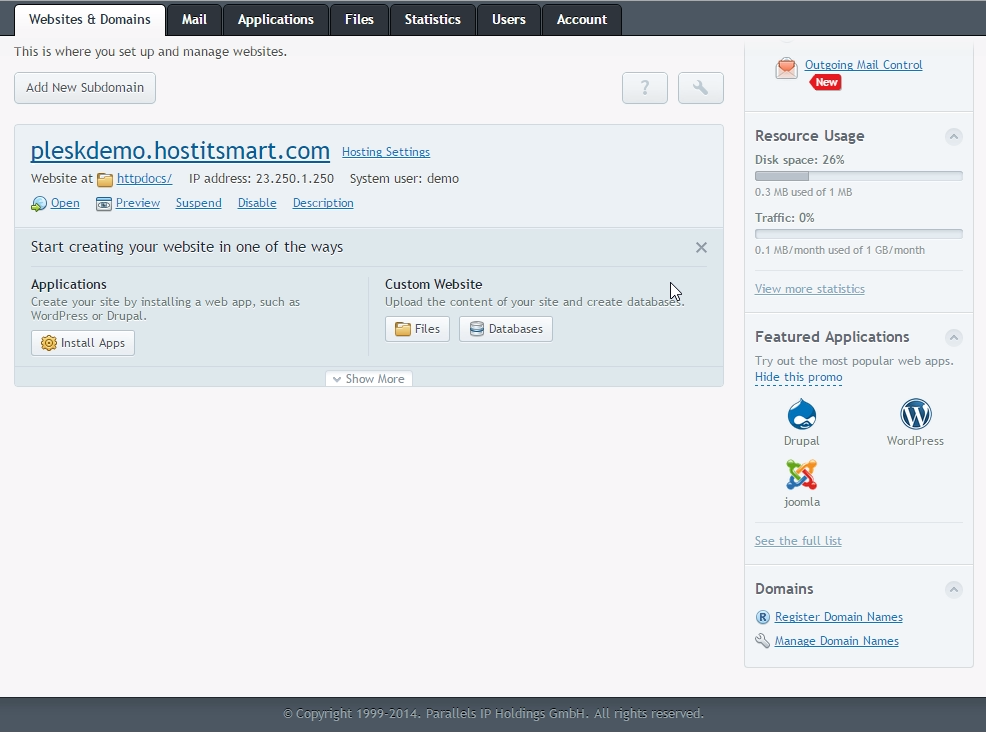 Websites & Domains Mail Applications Files Statistics Users Account
This is where you set up and manage websites.
Add New Subdomain
?
pleskdemo.hostitsmart.com Hosting Settings
Website at httpdocs/ IP address: 23.250.1.250 System user: demo
Open Preview Suspend Disable Description
Start creating your website in one of the ways
Applications
Create your site by installing a web app, such as
WordPress or Drupal.
Install Apps
Custom Website
Upload the content of your site and create databases.
Files Databases
Show More
Outgoing Mail Control
New
Resource Usage
Disk space: 26%
0.3 MB used of 1 MB
Traffic: 0%
0.1 MB/month used of 1 GB/month
View more statistics
Featured Applications
Try out the most popular web apps.
Hide this promo
Drupal WordPress
joomla
See the full list
Domains
R Register Domain Names
Manage Domain Names
© Copyright 1999-2014. Parallels IP Holdings GmbH. All rights reserved.